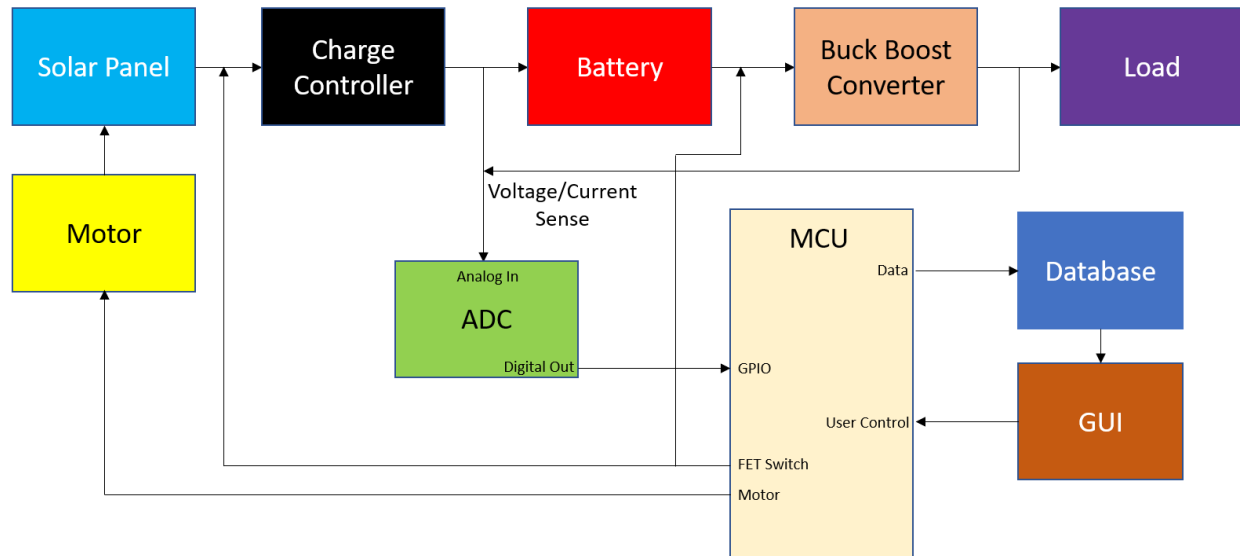 Solar Panel
Charge
Controller
Battery
Buck Boost
Converter
Load
Voltage/Current
Sense
Motor
MCU
Data
Database
Analog In
ADC
Digital Out
GPIO
User Control
GUI
FET Switch
Motor